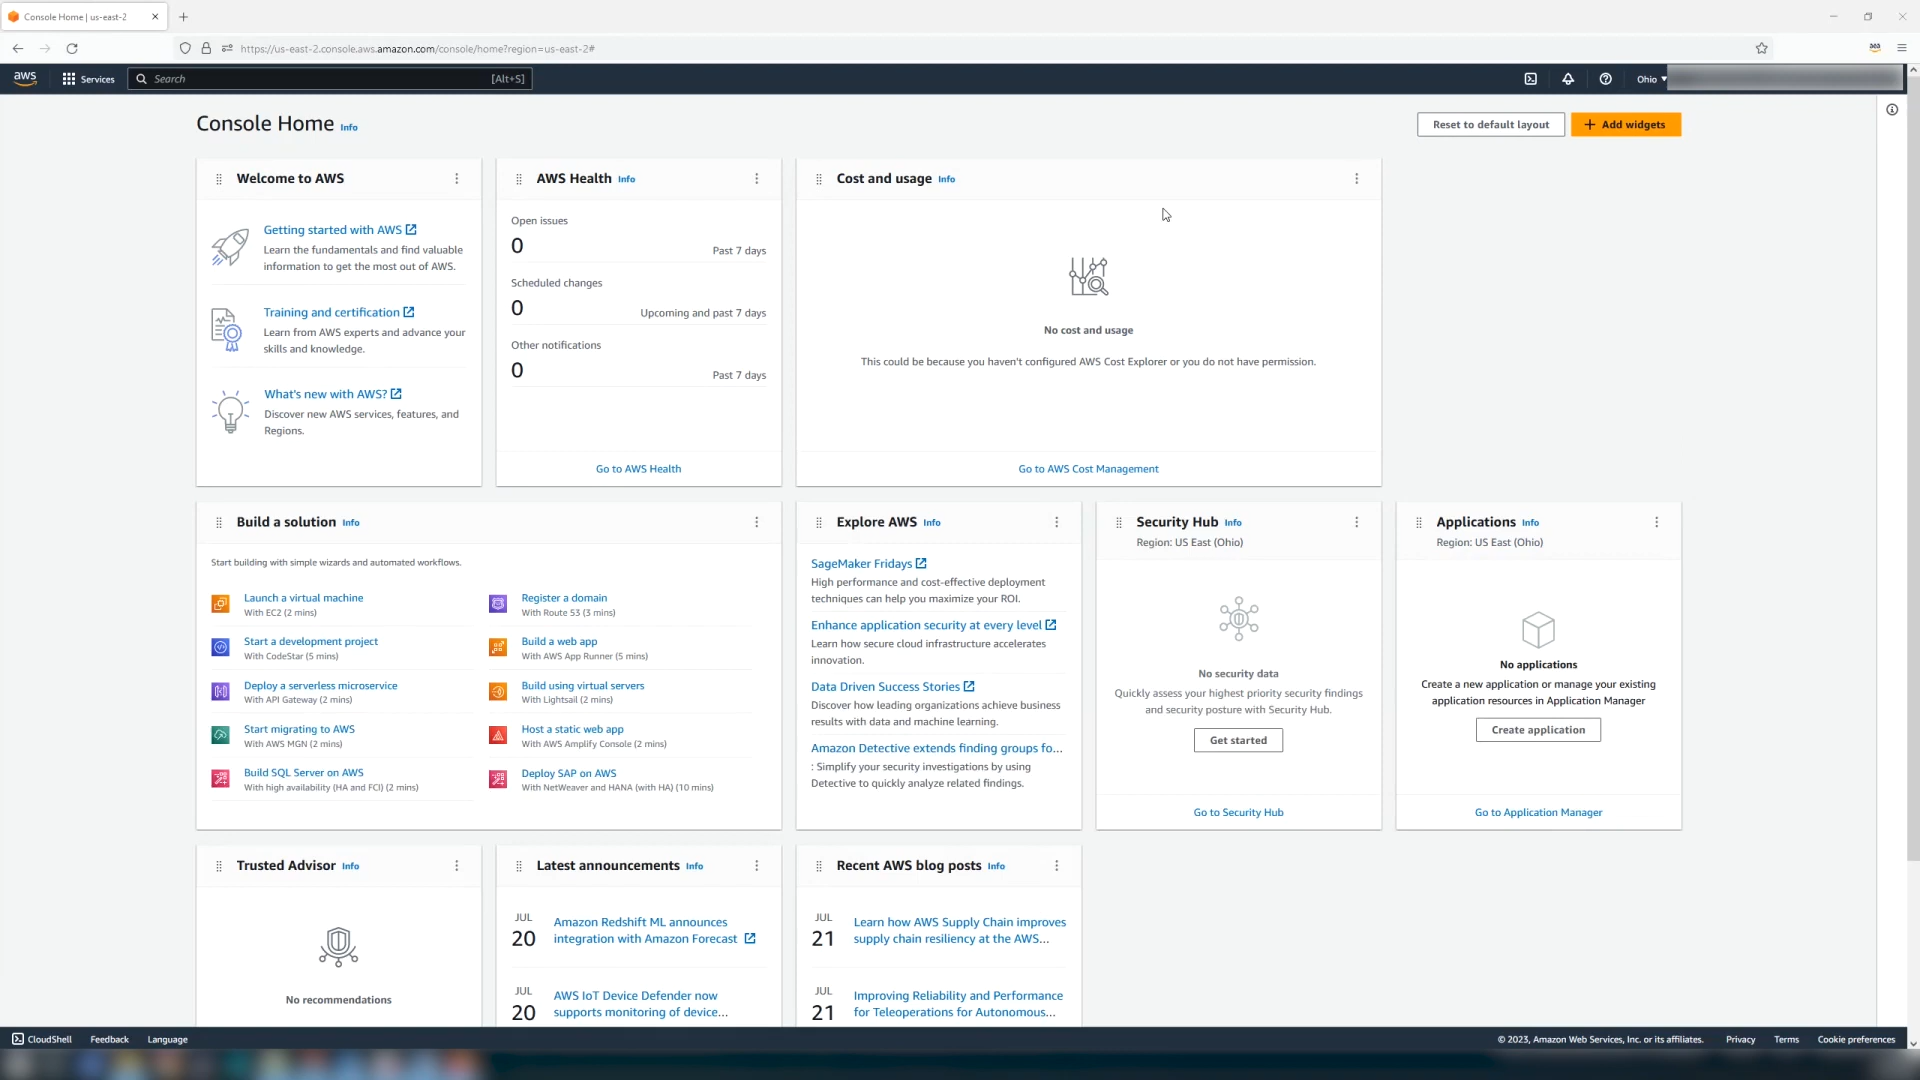 Console Home | us-east-2
https://us-east-2.console.aws.amazon.com/console/home?region=us-east-2#
aws
Services
Search
[Alt+S]
Ohio
Console Home Info
Reset to default layout
Add widgets
Welcome to AWS
Getting started with AWS
Learn the fundamentals and find valuable
information to get the most out of AWS.
Training and certification
Learn from AWS experts and advance your
skills and knowledge.
What's new with AWS?
Discover new AWS services, features, and
Regions.
AWS Health Info
Open issues
0
Past 7 days
Scheduled changes
0
Upcoming and past 7 days
Other notifications
0
Past 7 days
Go to AWS Health
Cost and usage Info
No cost and usage
This could be because you haven't configured AWS Cost Explorer or you do not have permission.
Go to AWS Cost Management
Build a solution Info
Start building with simple wizards and automated workflows.
Launch a virtual machine
With EC2 (2 mins)
Start a development project
With CodeStar (5 mins)
Deploy a serverless microservice
With API Gateway (2 mins)
Start migrating to AWS
With AWS MGN (2 mins)
Build SQL Server on AWS
With high availability (HA and FCI) (2 mins)
Register a domain
With Route 53 (3 mins)
Build a web app
With AWS App Runner (5 mins)
Build using virtual servers
With Lightsail (2 mins)
Host a static web app
With AWS Amplify Console (2 mins)
Deploy SAP on AWS
With NetWeaver and HANA (with HA) (10 mins)
Explore AWS Info
SageMaker Fridays
High performance and cost-effective deployment
techniques can help you maximize your ROI.
Enhance application security at every level
Learn how secure cloud infrastructure accelerates
innovation.
Data Driven Success Stories
Discover how leading organizations achieve business
results with data and machine learning.
Amazon Detective extends finding groups fo...
: Simplify your security investigations by using
Detective to quickly analyze related findings.
Security Hub Info
Region: US East (Ohio)
No security data
Quickly assess your highest priority security findings
and security posture with Security Hub.
Get started
Go to Security Hub
Applications Info
Region: US East (Ohio)
No applications
Create a new application or manage your existing
application resources in Application Manager
Create application
Go to Application Manager
Trusted Advisor Info
No recommendations
Latest announcements Info
JUL
20
Amazon Redshift ML announces
integration with Amazon Forecast
JUL
20
AWS IoT Device Defender now
supports monitoring of device...
Recent AWS blog posts Info
JUL
21
Learn how AWS Supply Chain improves
supply chain resiliency at the AWS...
JUL
21
Improving Reliability and Performance
for Teleoperations for Autonomous...
CloudShell
Feedback
Language
© 2023, Amazon Web Services, Inc. or its affiliates.
Privacy
Terms
Cookie preferences